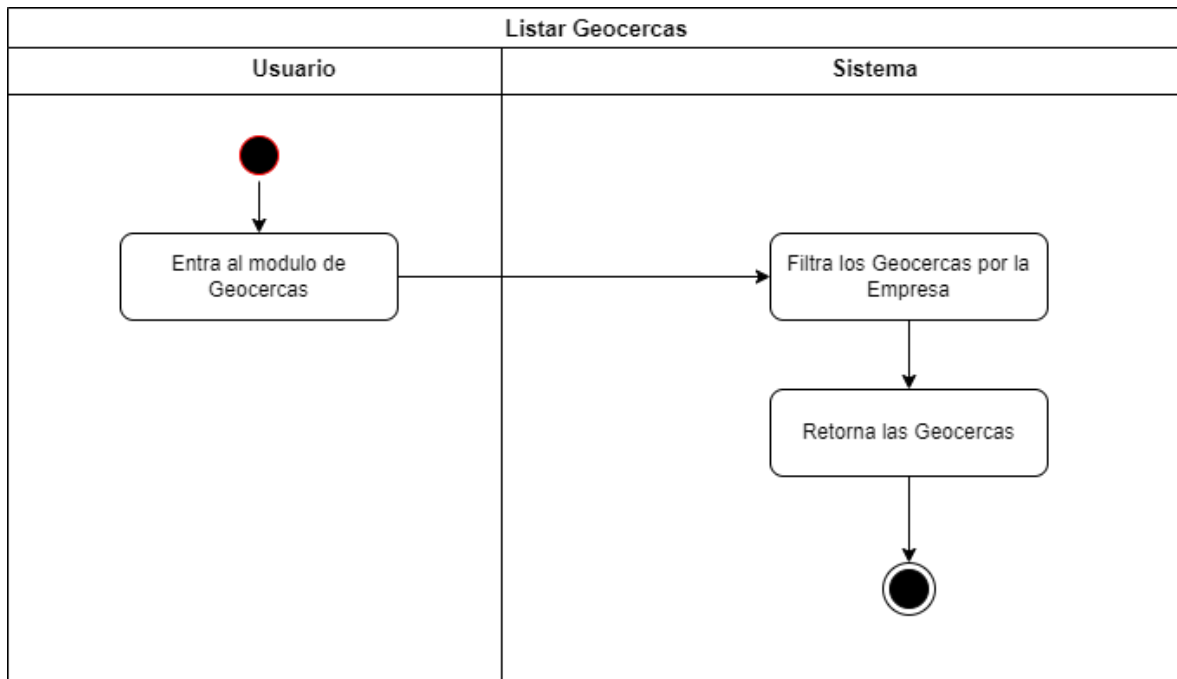 Listar Geocercas
Usuario
Sistema
Entra al modulo de
Geocercas
Filtra los Geocercas por la
Empresa
Retorna las Geocercas